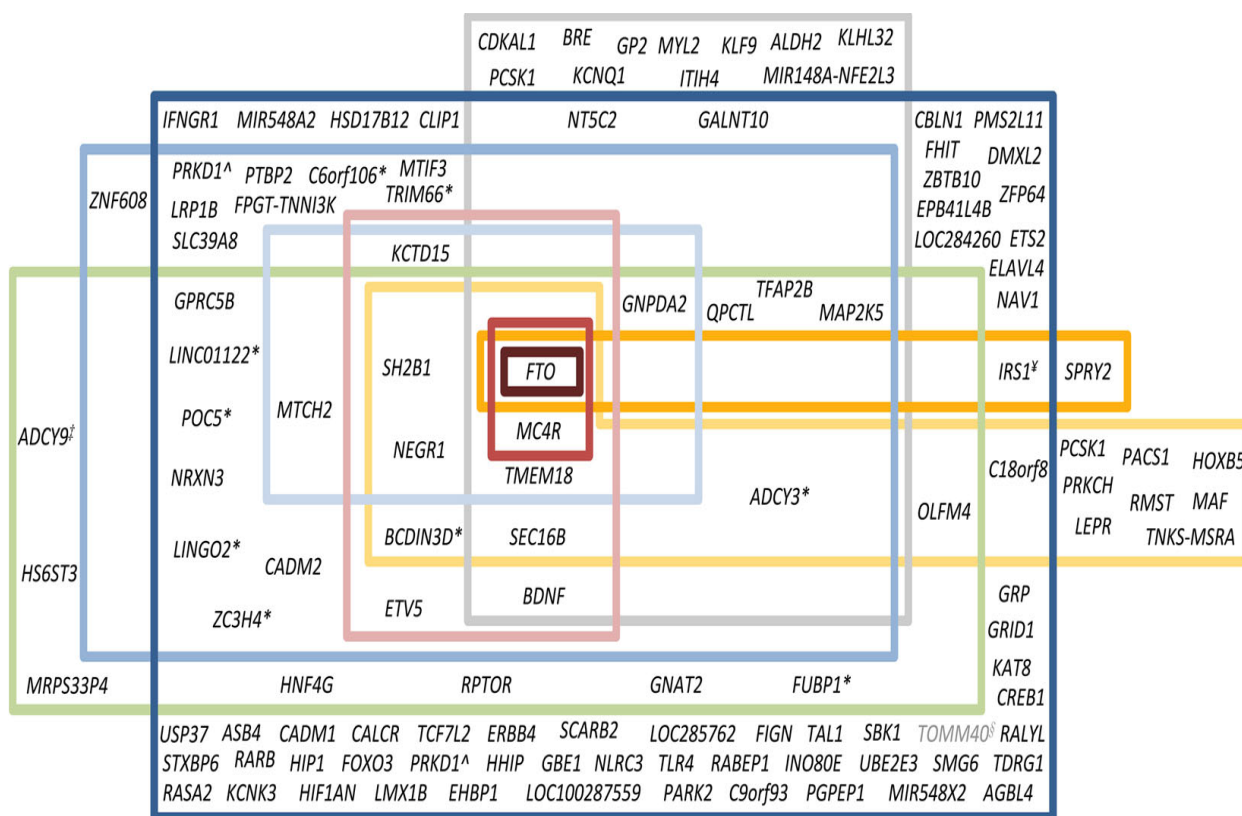 CDKAL1 BRE GP2 MYL2 KLF9 ALDH2 KLHL32
PCSK1 KCNQ1 ITIH4 MIR148A-NFE2L3
IFNGR1 MIR548A2 HSD17B12 CLIP1 NT5C2 GALNT10 CBLN1 PMS2L11
FHIT DMXL2
PRKD1^ PTBP2 C6orf106* MTIF3
ZBTB10
ZNF608 LRP1B FPGT-TNNI3K TRIM66* EPB41L4B ZFP64
SLC39A8 KCTD15 LOC284260 ETS2
ELAVL4
GPRC5B GNPDA2 QPCTL TFAP2B MAP2K5 NAV1
LINC01122* SH2B1 FTO IRS1¥ SPRY2
POC5* MTCH2
ADCY9‡ MC4R
NEGR1 PCSK1 PACS1 HOXB5
NRXN3 TMEM18 C18orf8
PRKCH RMST MAF
ADCY3* OLFM4
LEPR TNKS-MSRA
LINGO2* BCDIN3D* SEC16B
HS6ST3 CADM2
BDNF GRP
ZC3H4* ETV5
GRID1
KAT8
MRPS33P4 HNF4G RPTOR GNAT2 FUBP1* CREB1
USP37 ASB4 CADM1 CALCR TCF7L2 ERBB4 SCARB2 LOC285762 FIGN TAL1 SBK1 TOMM40§ RALYL
STXBP6 RARB HIP1 FOXO3 PRKD1^ HHIP GBE1 NLRC3 TLR4 RABEP1 INO80E UBE2E3 SMG6 TDRG1
RASA2 KCNK3 HIF1AN LMX1B EHBP1 LOC100287559 PARK2 C9orf93 PGPEP1 MIR548X2 AGBL4